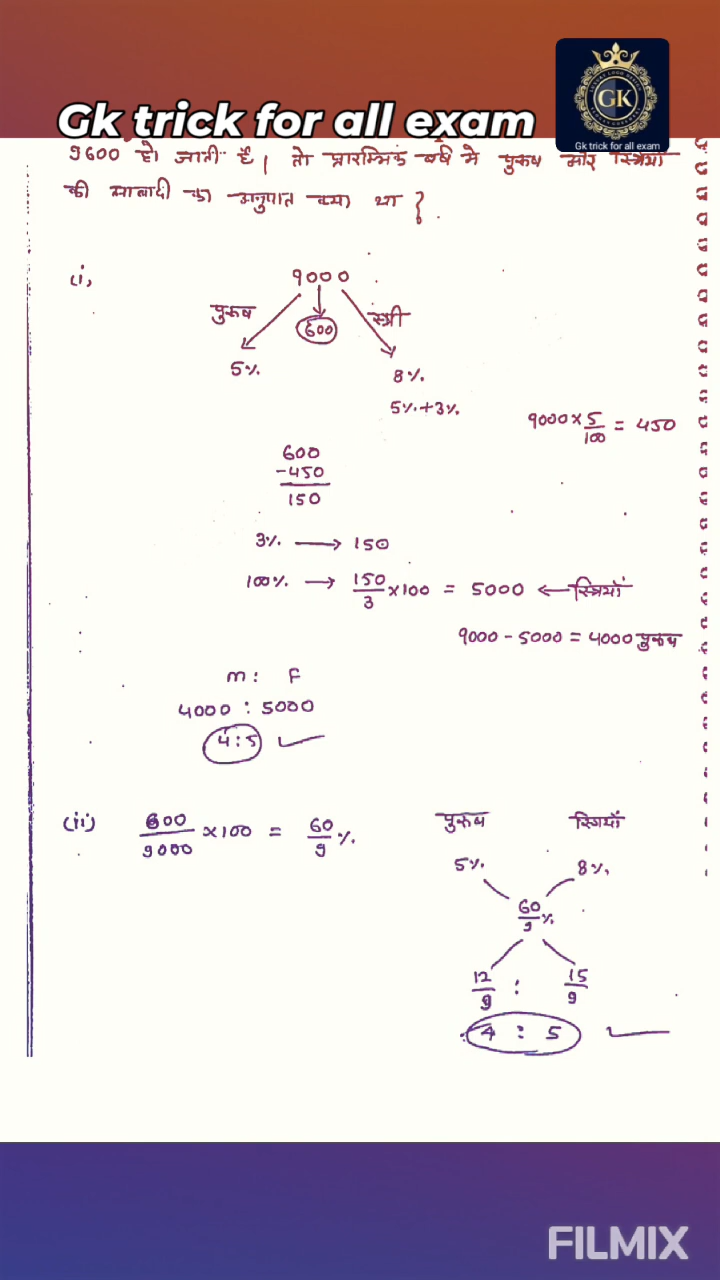 Gk trick for all exam
GK
Gk trick for all exam
9600 हो जाती है। तो प्रारम्भिक वर्ष मे पुरुष और स्त्रियों
की आबादी का अनुपात क्या था ?
(i)
9000
पुरुष
स्त्री
600
5%
8%
5%+3%
9000 × 5/100 = 450
600
-450
150
3% → 150
100% → 150/3 × 100 = 5000 ← स्त्रियाँ
9000 - 5000 = 4000 पुरुष
m : F
4000 : 5000
4:5
(ii) 600/9000 × 100 = 60/9 %
पुरुष स्त्रियाँ
5% 8%
60/9 %
12/9 : 15/9
4 : 5
FILMIX